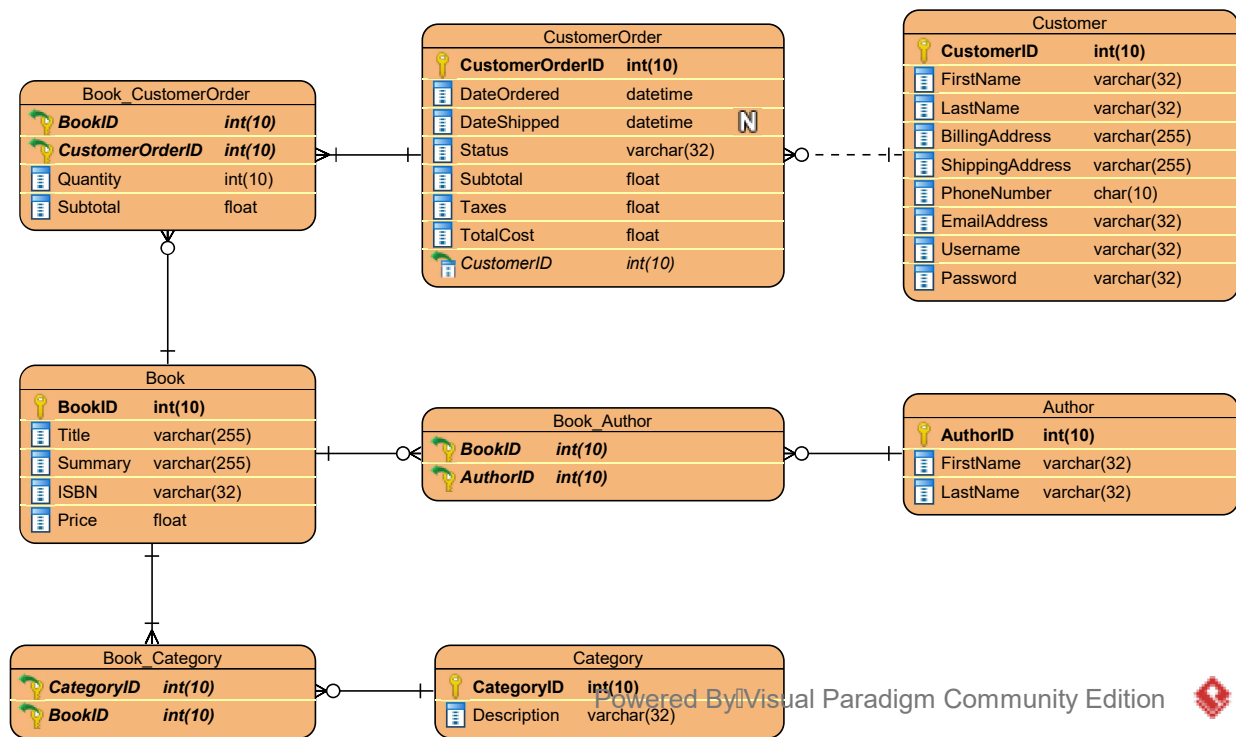 Book_CustomerOrder
BookID int(10)
CustomerOrderID int(10)
Quantity int(10)
Subtotal float
CustomerOrder
CustomerOrderID int(10)
DateOrdered datetime
DateShipped datetime N
Status varchar(32)
Subtotal float
Taxes float
TotalCost float
CustomerID int(10)
Customer
CustomerID int(10)
FirstName varchar(32)
LastName varchar(32)
BillingAddress varchar(255)
ShippingAddress varchar(255)
PhoneNumber char(10)
EmailAddress varchar(32)
Username varchar(32)
Password varchar(32)
Book
BookID int(10)
Title varchar(255)
Summary varchar(255)
ISBN varchar(32)
Price float
Book_Author
BookID int(10)
AuthorID int(10)
Author
AuthorID int(10)
FirstName varchar(32)
LastName varchar(32)
Book_Category
CategoryID int(10)
BookID int(10)
Category
CategoryID int(10)
Description varchar(32)
Powered By Visual Paradigm Community Edition